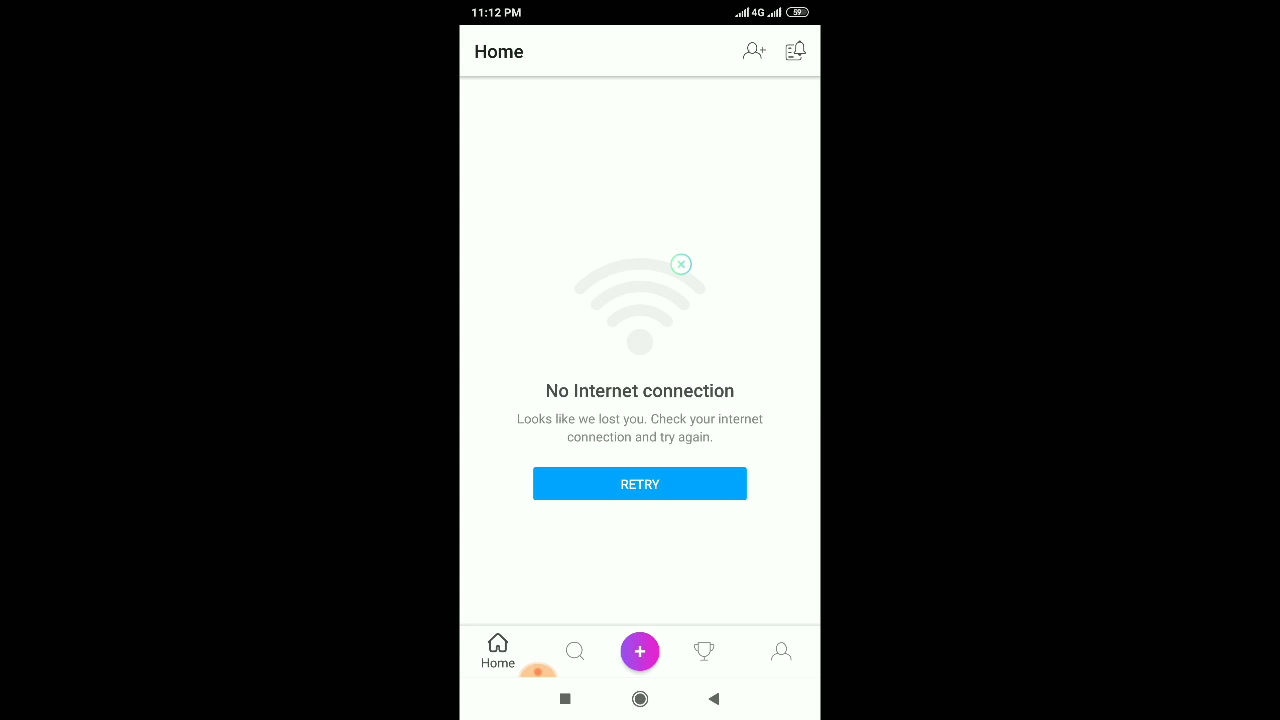 11:12 PM 4G 59
Home
No Internet connection
Looks like we lost you. Check your internet
connection and try again.
RETRY
Home